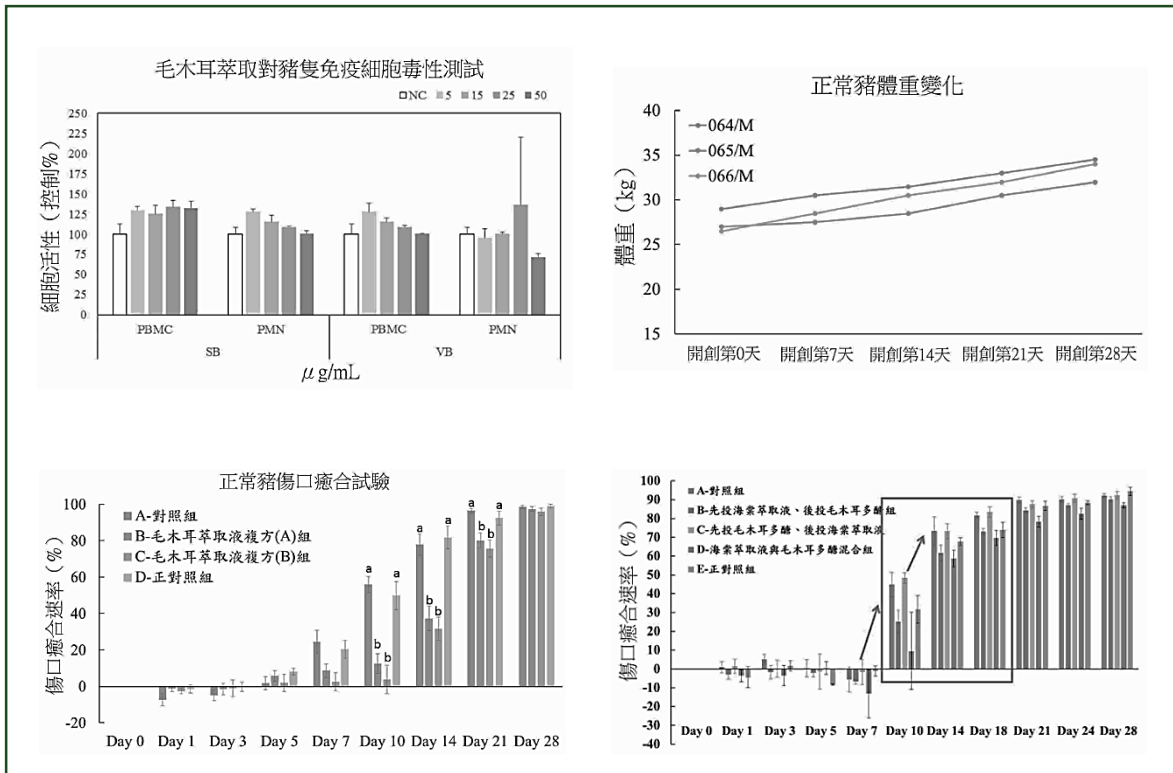 毛木耳萃取對豬隻免疫細胞毒性測試
NC 5 15 25 50
細胞活性（控制%）
250
225
200
175
150
125
100
75
50
25
0
PBMC PMN PBMC PMN
SB VB
μg/mL
正常豬體重變化
064/M
065/M
066/M
體重（kg）
40
35
30
25
20
15
開創第0天 開創第7天 開創第14天 開創第21天 開創第28天
正常豬傷口癒合試驗
A-對照組
B-毛木耳萃取液複方(A)組
C-毛木耳萃取液複方(B)組
D-正對照組
傷口癒合速率（%）
100
80
60
40
20
0
-20
a b b a
a b b a
a b b a
Day 0 Day 1 Day 3 Day 5 Day 7 Day 10 Day 14 Day 21 Day 28
A-對照組
B-先投海棠萃取液、後投毛木耳多醣組
C-先投毛木耳多醣、後投海棠萃取液
D-海棠萃取液與毛木耳多醣混合組
E-正對照組
傷口癒合速率（%）
100
90
80
70
60
50
40
30
20
10
0
-10
-20
-30
-40
Day 0 Day 1 Day 3 Day 5 Day 7 Day 10 Day 14 Day 18 Day 21 Day 24 Day 28